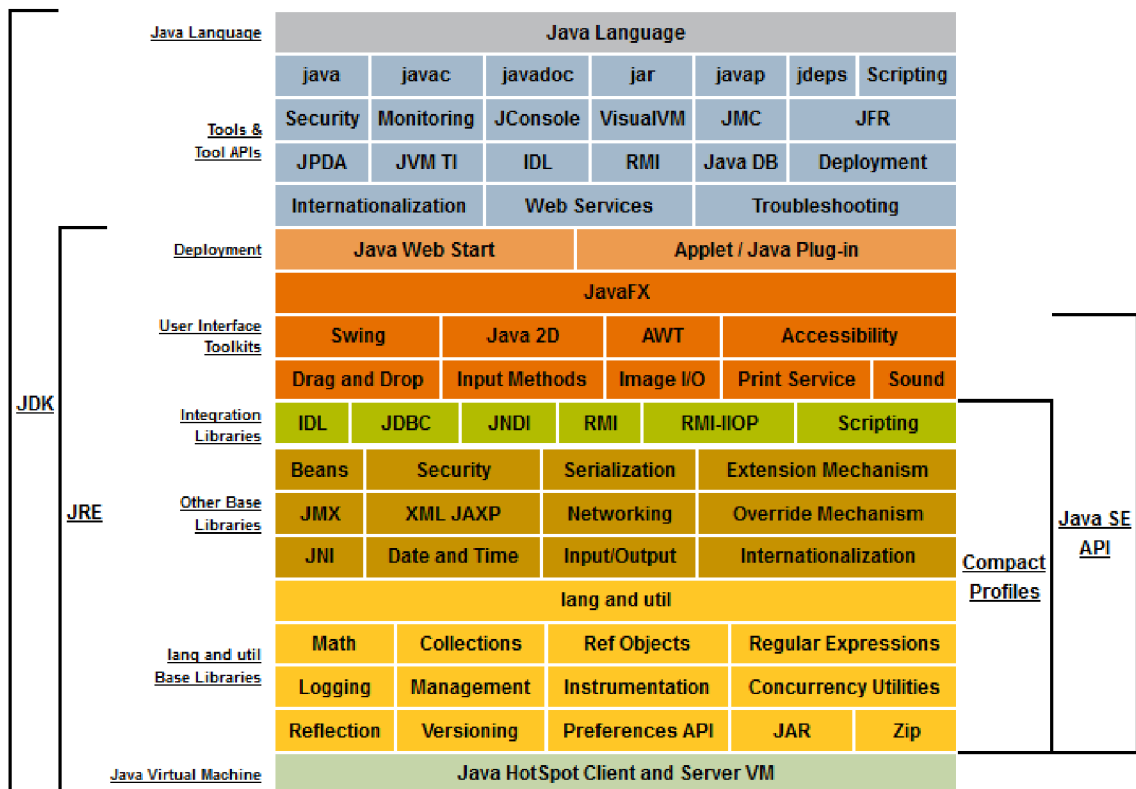 Java Language
Java Language
java javac javadoc jar javap jdeps Scripting
Tools &
Tool APIs
Security Monitoring JConsole VisualVM JMC JFR
JPDA JVM TI IDL RMI Java DB Deployment
Internationalization Web Services Troubleshooting
Deployment
Java Web Start Applet / Java Plug-in
JavaFX
User Interface
Toolkits
Swing Java 2D AWT Accessibility
Drag and Drop Input Methods Image I/O Print Service Sound
JDK
Integration
Libraries
IDL JDBC JNDI RMI RMI-IIOP Scripting
JRE
Other Base
Libraries
Beans Security Serialization Extension Mechanism
JMX XML JAXP Networking Override Mechanism
JNI Date and Time Input/Output Internationalization
Java SE
API
Compact
Profiles
lang and util
lang and util
Base Libraries
Math Collections Ref Objects Regular Expressions
Logging Management Instrumentation Concurrency Utilities
Reflection Versioning Preferences API JAR Zip
Java Virtual Machine
Java HotSpot Client and Server VM